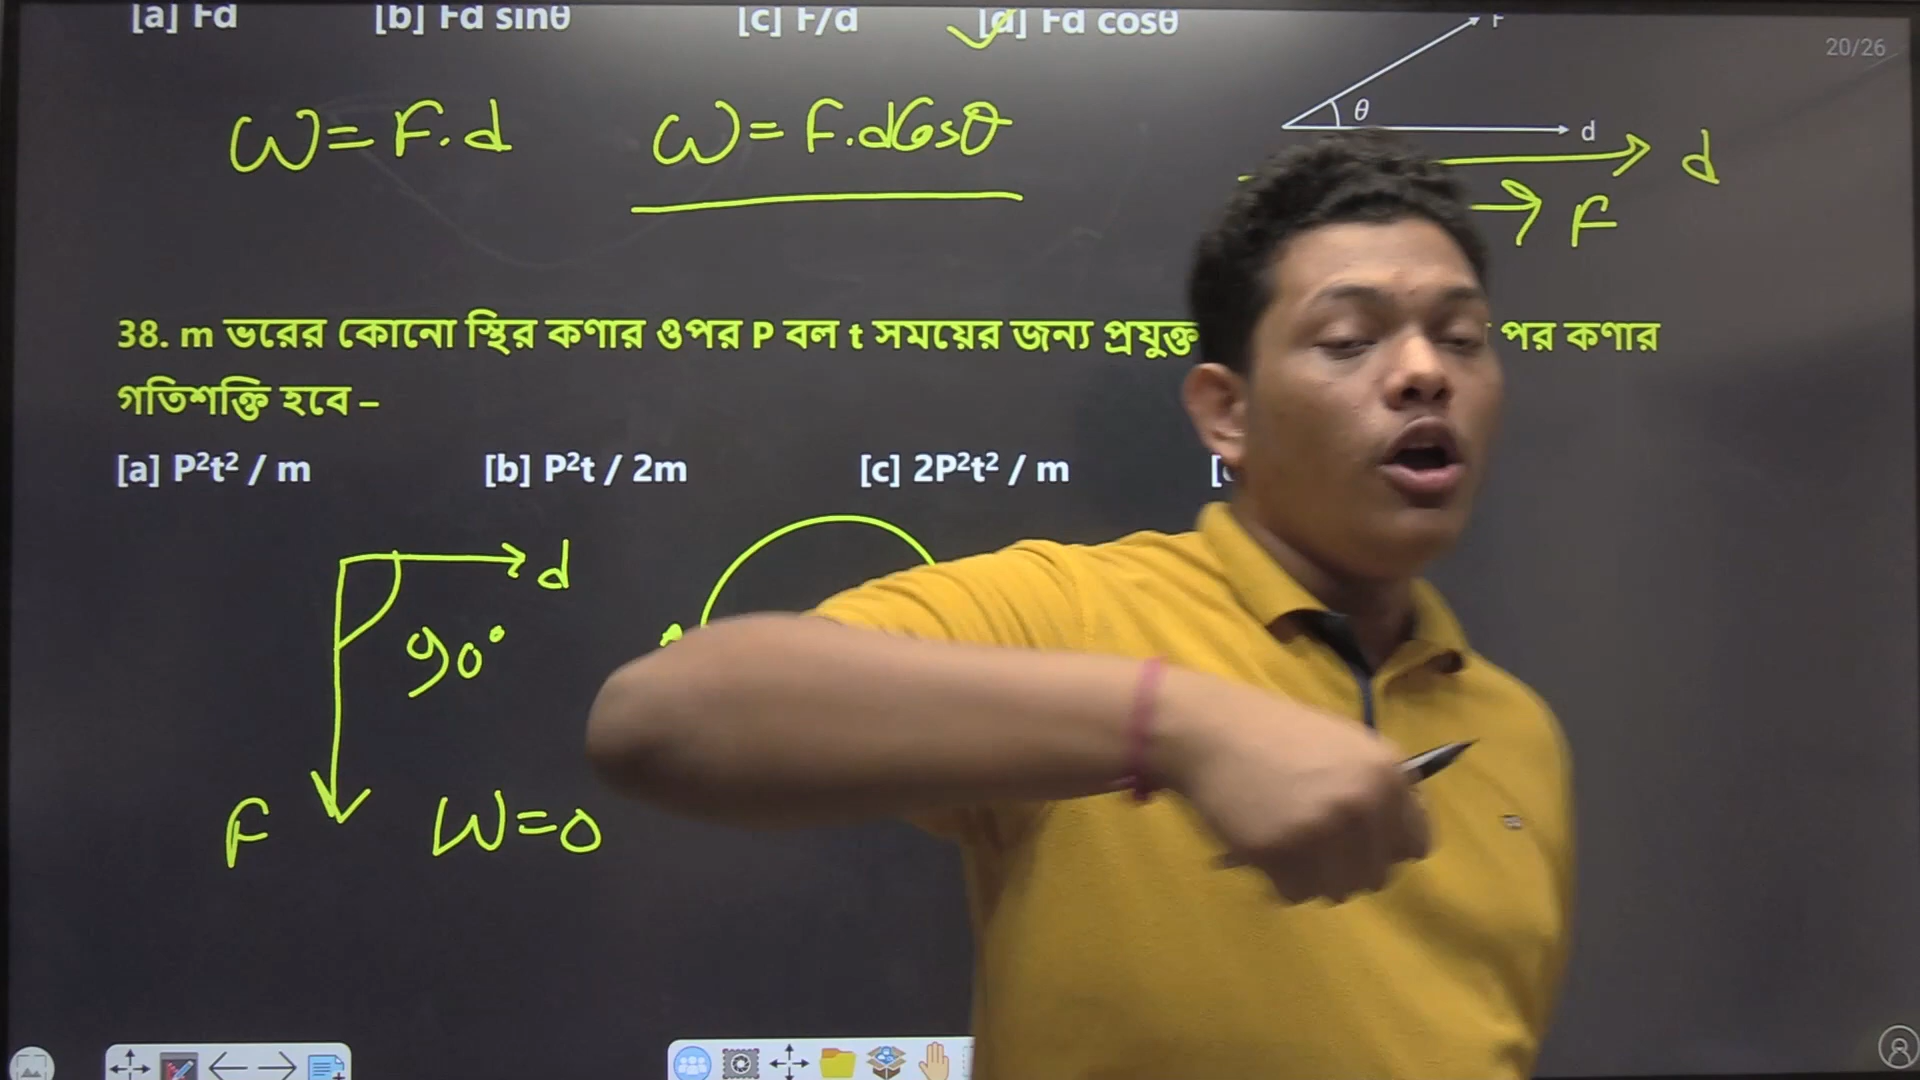 [a] Fd [b] Fd sinθ [c] F/d [d] Fd cosθ
F
20/26
θ
d
W = F.d W = F.d Cosθ
d
F
38. m ভরের কোনো স্থির কণার ওপর P বল t সময়ের জন্য প্রযুক্ত পর কণার
গতিশক্তি হবে –
[a] P²t² / m [b] P²t / 2m [c] 2P²t² / m
d
90°
F W=0